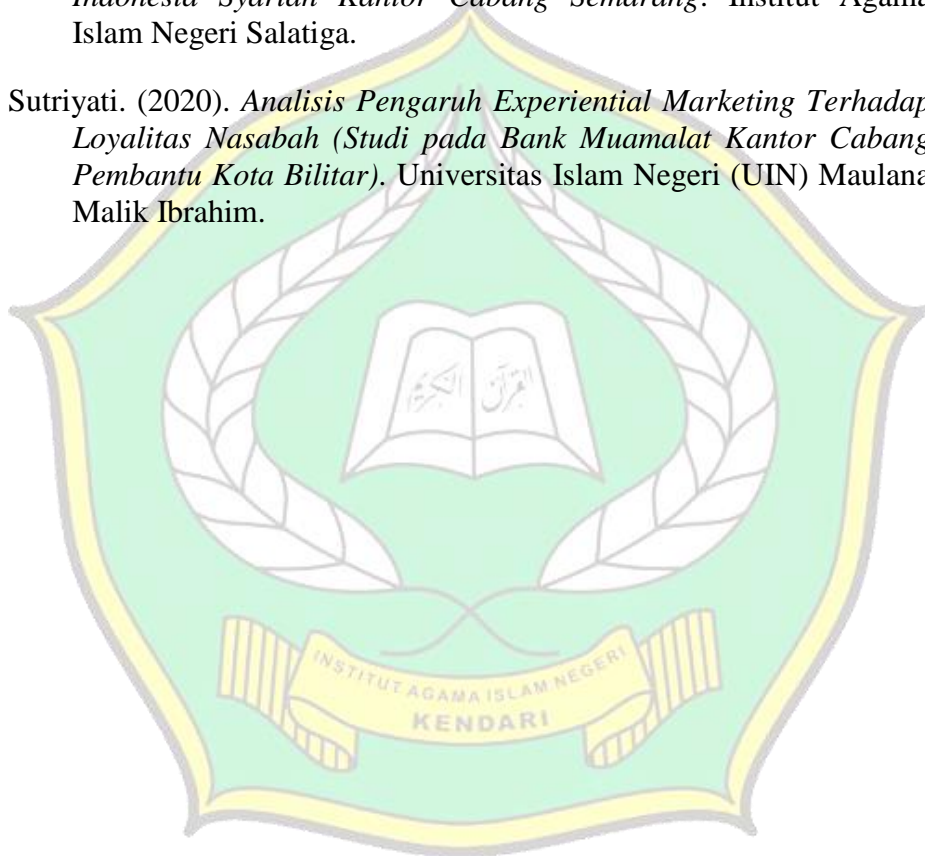 Indonesia Syariah Kantor Cabang Semarang. Institut Agama
Islam Negeri Salatiga.
Sutriyati. (2020). Analisis Pengaruh Experiential Marketing Terhadap
Loyalitas Nasabah (Studi pada Bank Muamalat Kantor Cabang
Pembantu Kota Bilitar). Universitas Islam Negeri (UIN) Maulana
Malik Ibrahim.
القرآن الكريم
INSTITUT AGAMA ISLAM NEGERI
KENDARI